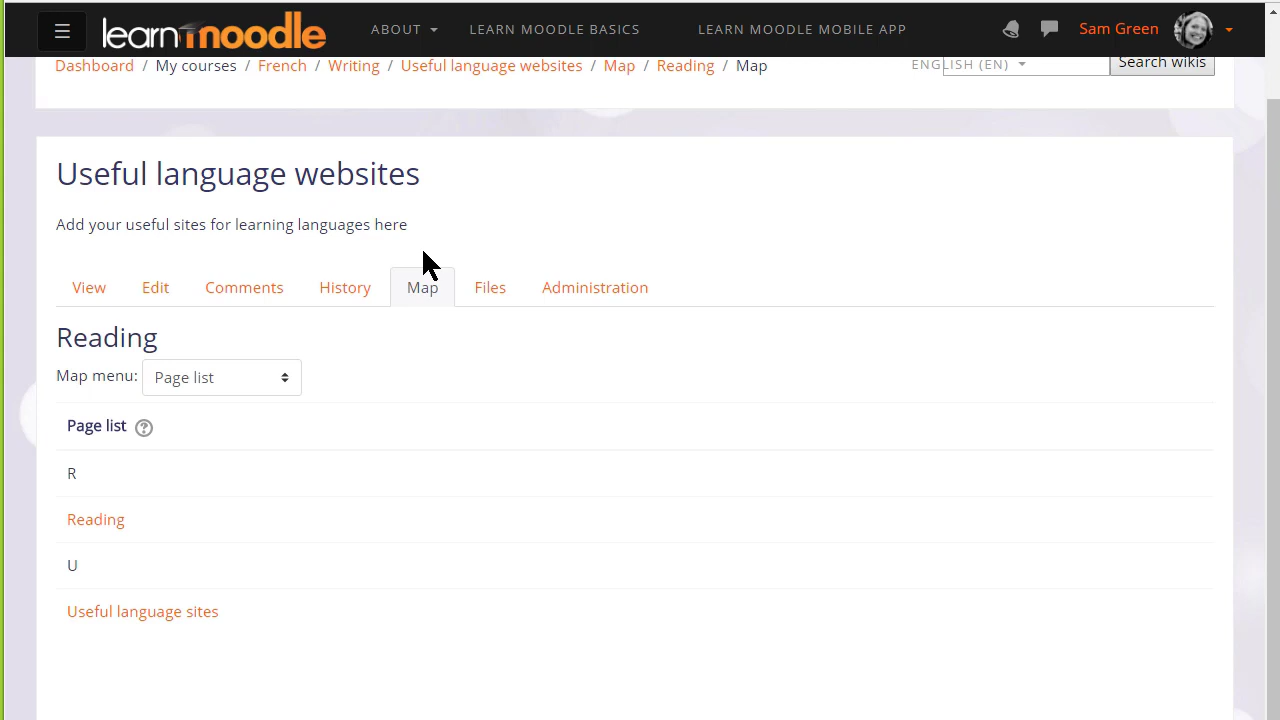 ☰ learn moodle ABOUT LEARN MOODLE BASICS LEARN MOODLE MOBILE APP Sam Green
Dashboard / My courses / French / Writing / Useful language websites / Map / Reading / Map ENGLISH (EN) Search wikis
Useful language websites
Add your useful sites for learning languages here
View Edit Comments History Map Files Administration
Reading
Map menu: Page list
Page list ?
R
Reading
U
Useful language sites